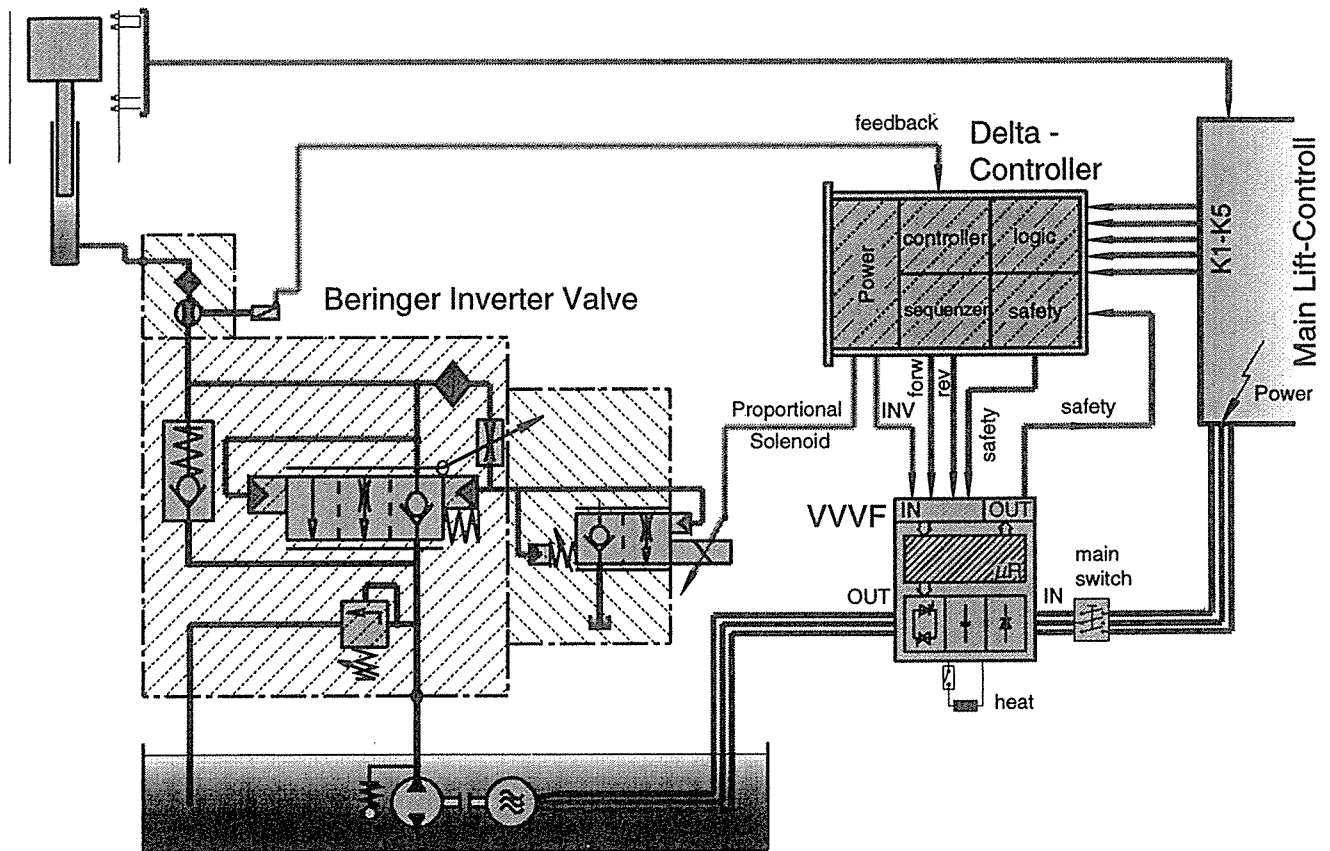 feedback
Delta -
Controller
Main Lift-Controll
K1-K5
Power
controller
logic
sequenzer
safety
Beringer Inverter Valve
Proportional
Solenoid
INV
forw
rev
safety
safety
Power
VVVF
IN
OUT
µR
main
switch
OUT
IN
heat